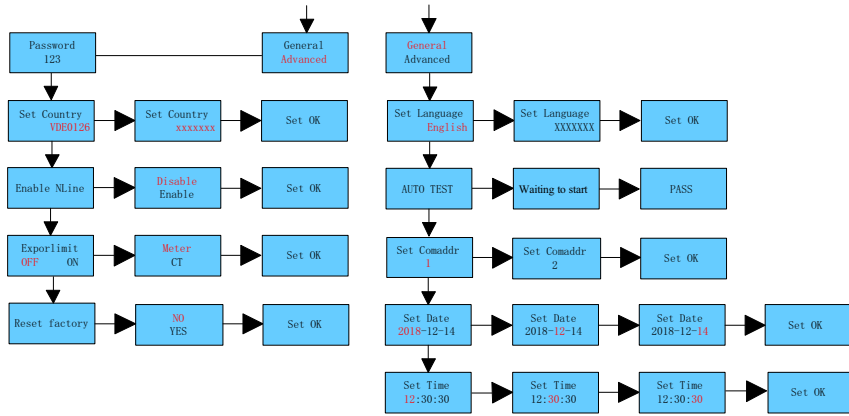 Password
123
General
Advanced
Set Country
VDE0126
Set Country
xxxxxxx
Set OK
Enable NLine
Disable
Enable
Set OK
Exporlimit
OFF ON
Meter
CT
Set OK
Reset factory
NO
YES
Set OK
General
Advanced
Set Language
English
Set Language
XXXXXXX
Set OK
AUTO TEST
Waiting to start
PASS
Set Comaddr
1
Set Comaddr
2
Set OK
Set Date
2018-12-14
Set Date
2018-12-14
Set Date
2018-12-14
Set OK
Set Time
12:30:30
Set Time
12:30:30
Set Time
12:30:30
Set OK